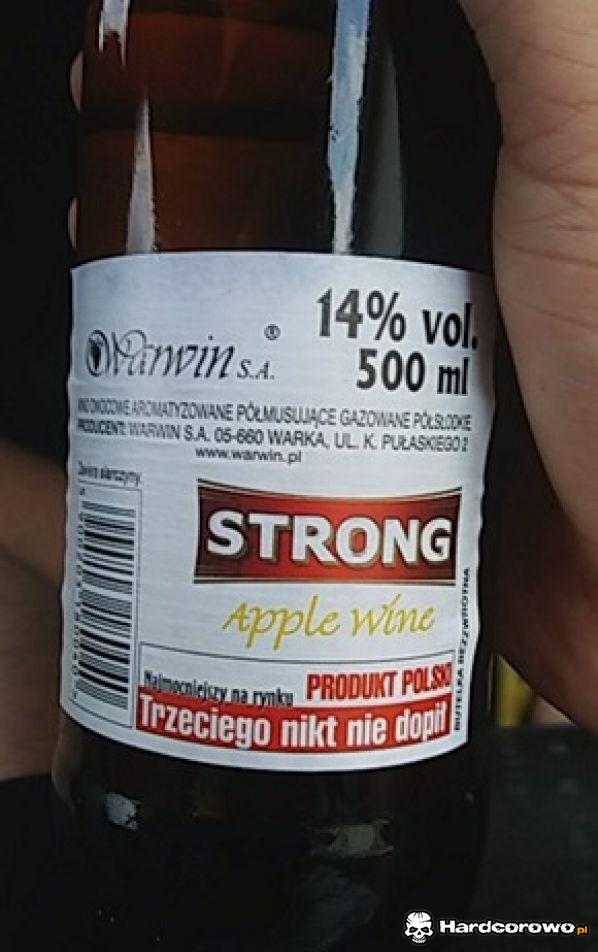 14% vol.
500 ml
Warwin S.A.
®
WINO OWOCOWE AROMATYZOWANE PÓŁMUSUJĄCE GAZOWANE PÓŁSŁODKIE
PRODUCENT: WARWIN S.A. 05-660 WARKA, UL. K. PUŁASKIEGO 2
www.warwin.pl
Zawiera siarczyny
STRONG
Apple Wine
BUTELKA BEZZWROTNA
Najmocniejszy na rynku
PRODUKT POLSKI
Trzeciego nikt nie dopił
Hardcorowo.pl